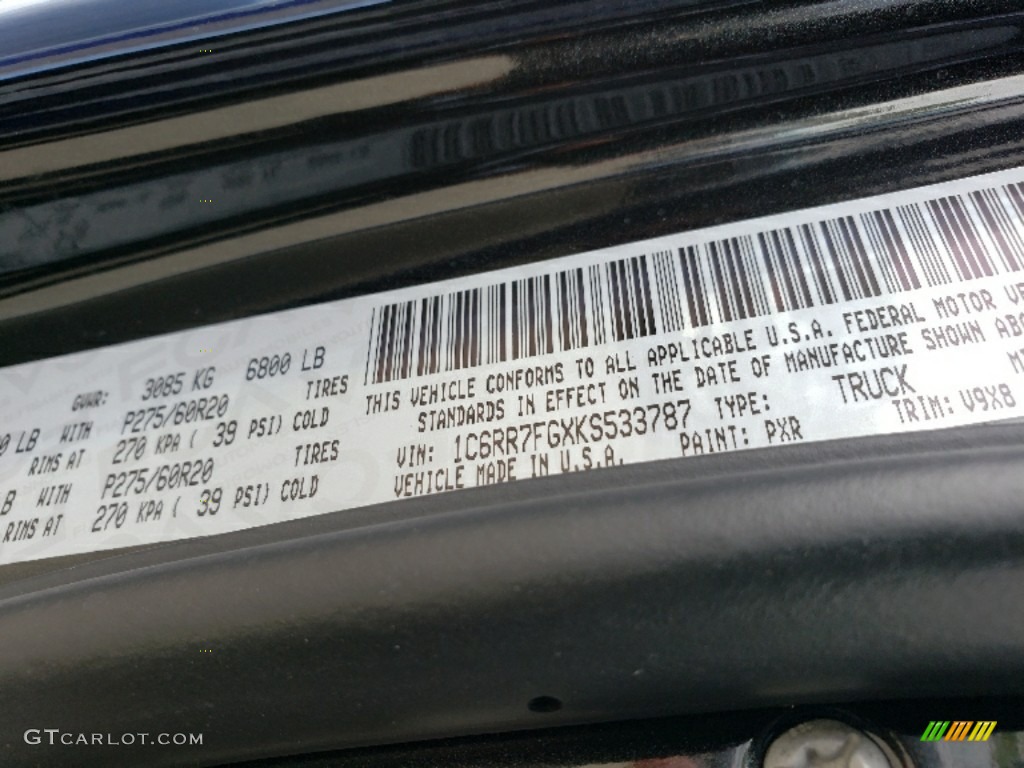 GVWR: 3085 KG 6800 LB
0 LB WITH P275/60R20 TIRES
RIMS AT 270 KPA ( 39 PSI) COLD
LB WITH P275/60R20 TIRES
RIMS AT 270 KPA ( 39 PSI) COLD
THIS VEHICLE CONFORMS TO ALL APPLICABLE U.S.A. FEDERAL MOTOR VE
STANDARDS IN EFFECT ON THE DATE OF MANUFACTURE SHOWN ABO
VIN: 1C6RR7FGXKS533787 TYPE: TRUCK
VEHICLE MADE IN U.S.A. PAINT: PXR TRIM: V9X8
GTCARLOT.COM